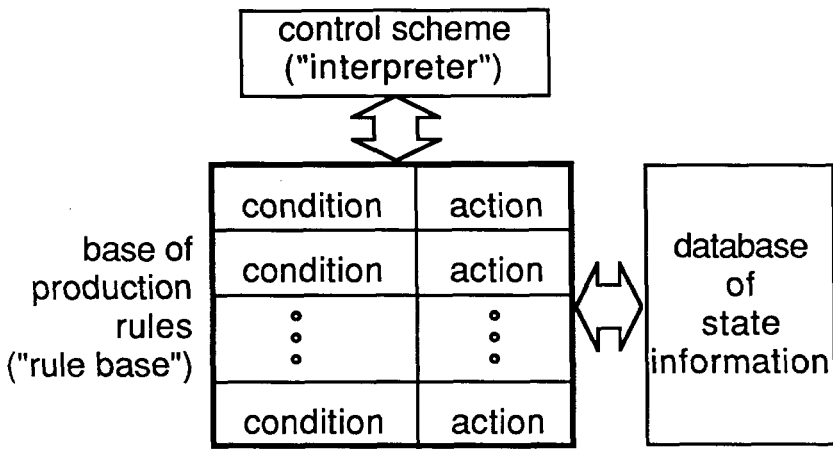 control scheme
("interpreter")
condition action
base of
production
rules
("rule base")
condition action
condition action
database
of
state
information